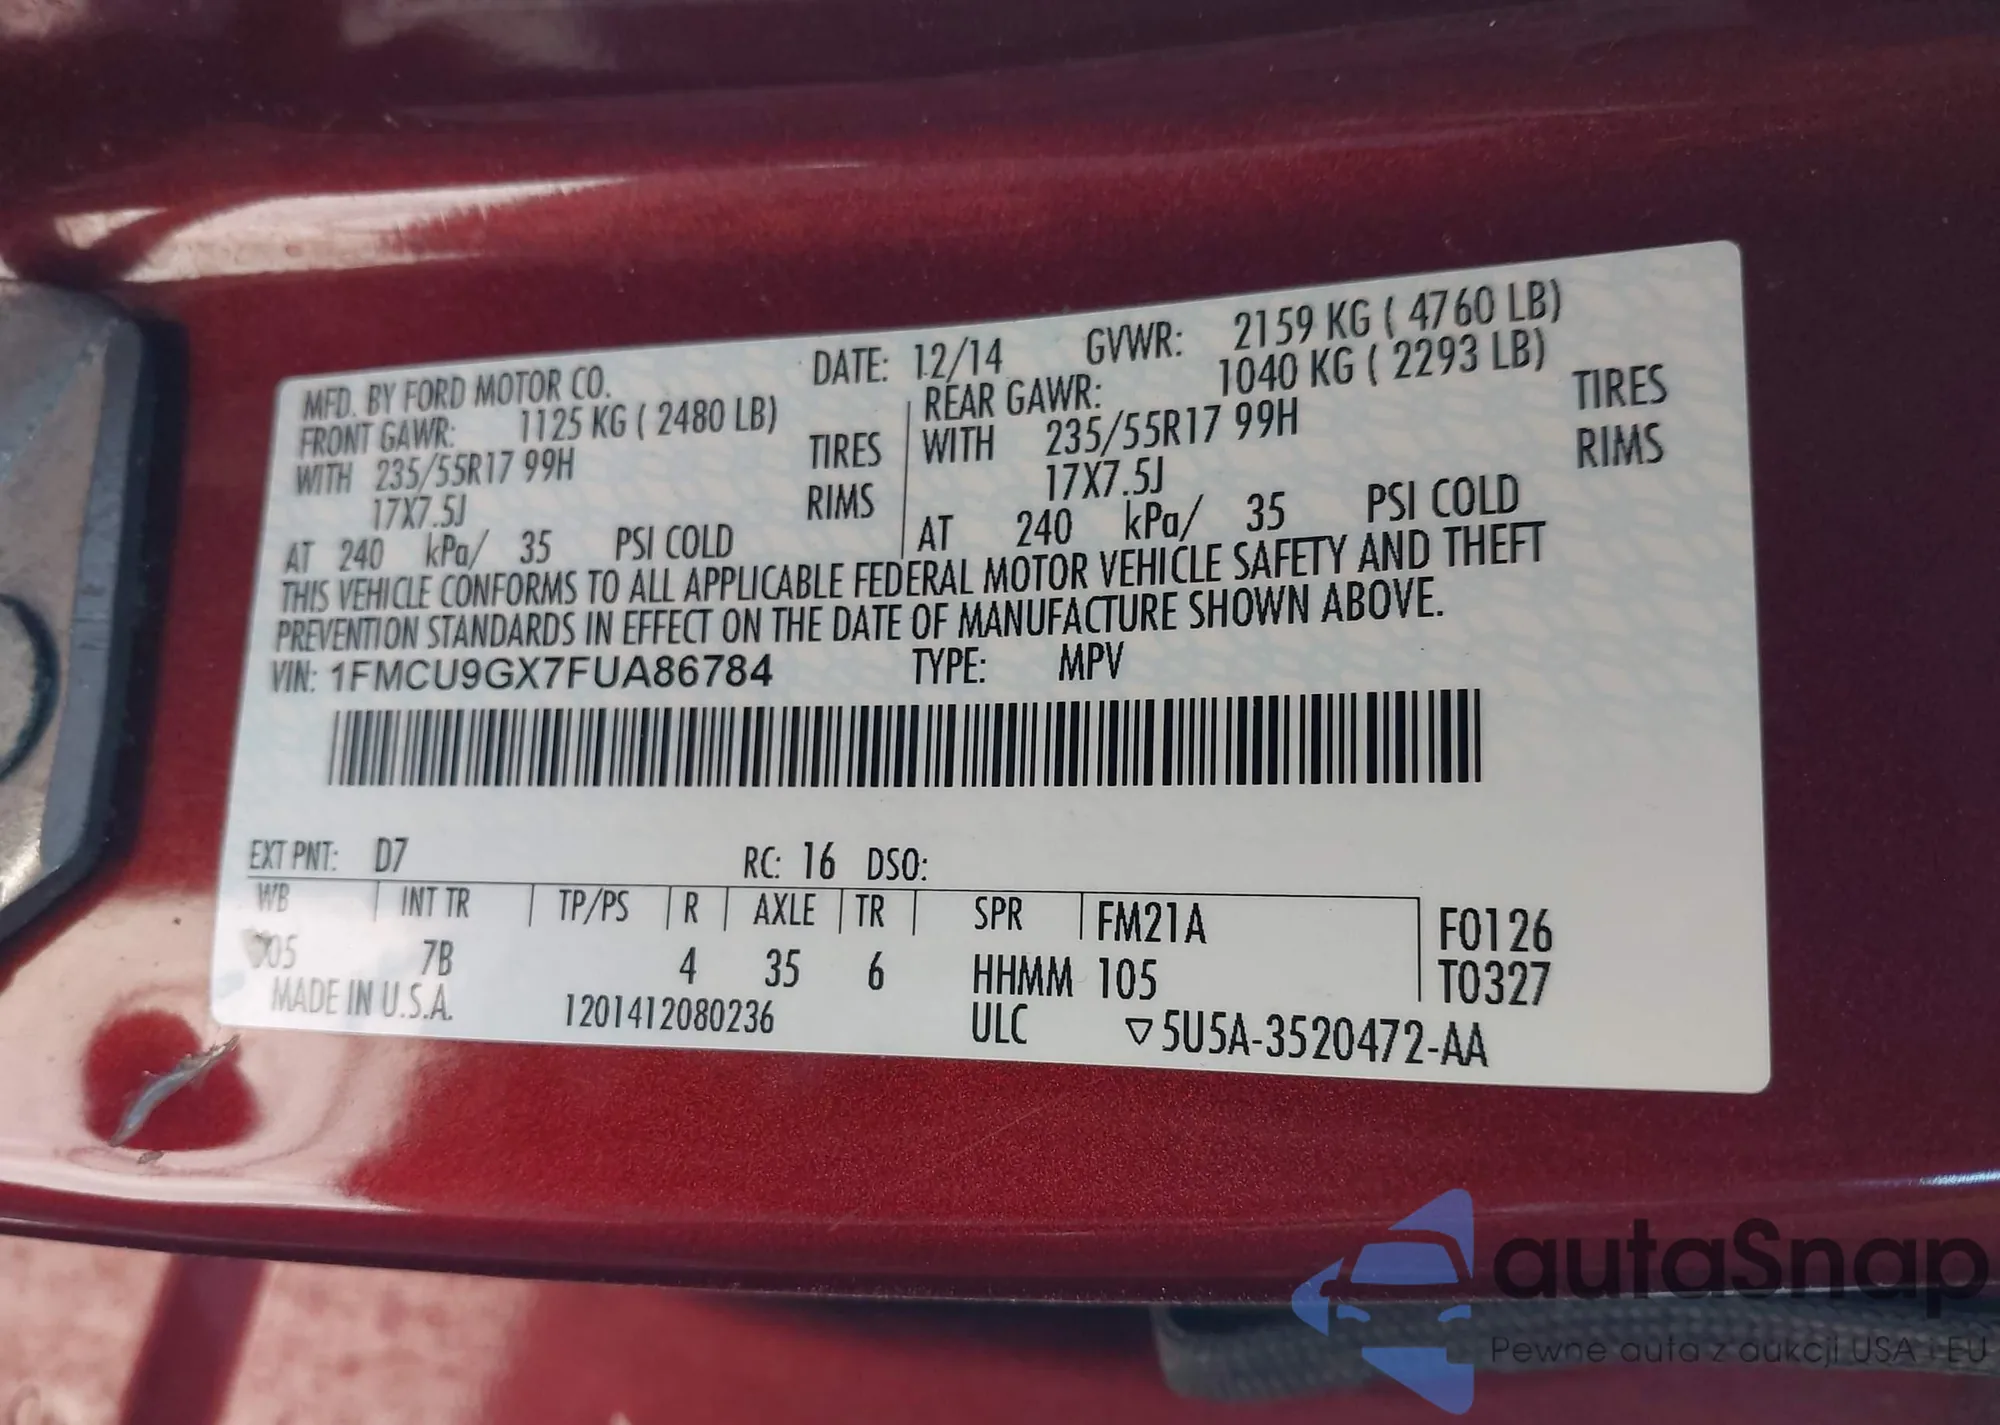 MFD. BY FORD MOTOR CO. DATE: 12/14 GVWR: 2159 KG ( 4760 LB)
FRONT GAWR: 1125 KG ( 2480 LB) REAR GAWR: 1040 KG ( 2293 LB)
WITH 235/55R17 99H TIRES WITH 235/55R17 99H TIRES
17X7.5J RIMS 17X7.5J RIMS
AT 240 kPa/ 35 PSI COLD AT 240 kPa/ 35 PSI COLD
THIS VEHICLE CONFORMS TO ALL APPLICABLE FEDERAL MOTOR VEHICLE SAFETY AND THEFT
PREVENTION STANDARDS IN EFFECT ON THE DATE OF MANUFACTURE SHOWN ABOVE.
VIN: 1FMCU9GX7FUA86784 TYPE: MPV
EXT PNT: D7 RC: 16 DSO:
WB INT TR TP/PS R AXLE TR SPR FM21A F0126
7B 4 35 6 HHMM 105 T0327
MADE IN U.S.A. 1201412080236 ULC ▽5U5A-3520472-AA
autaSnap
Pewne auta z aukcji USA i EU